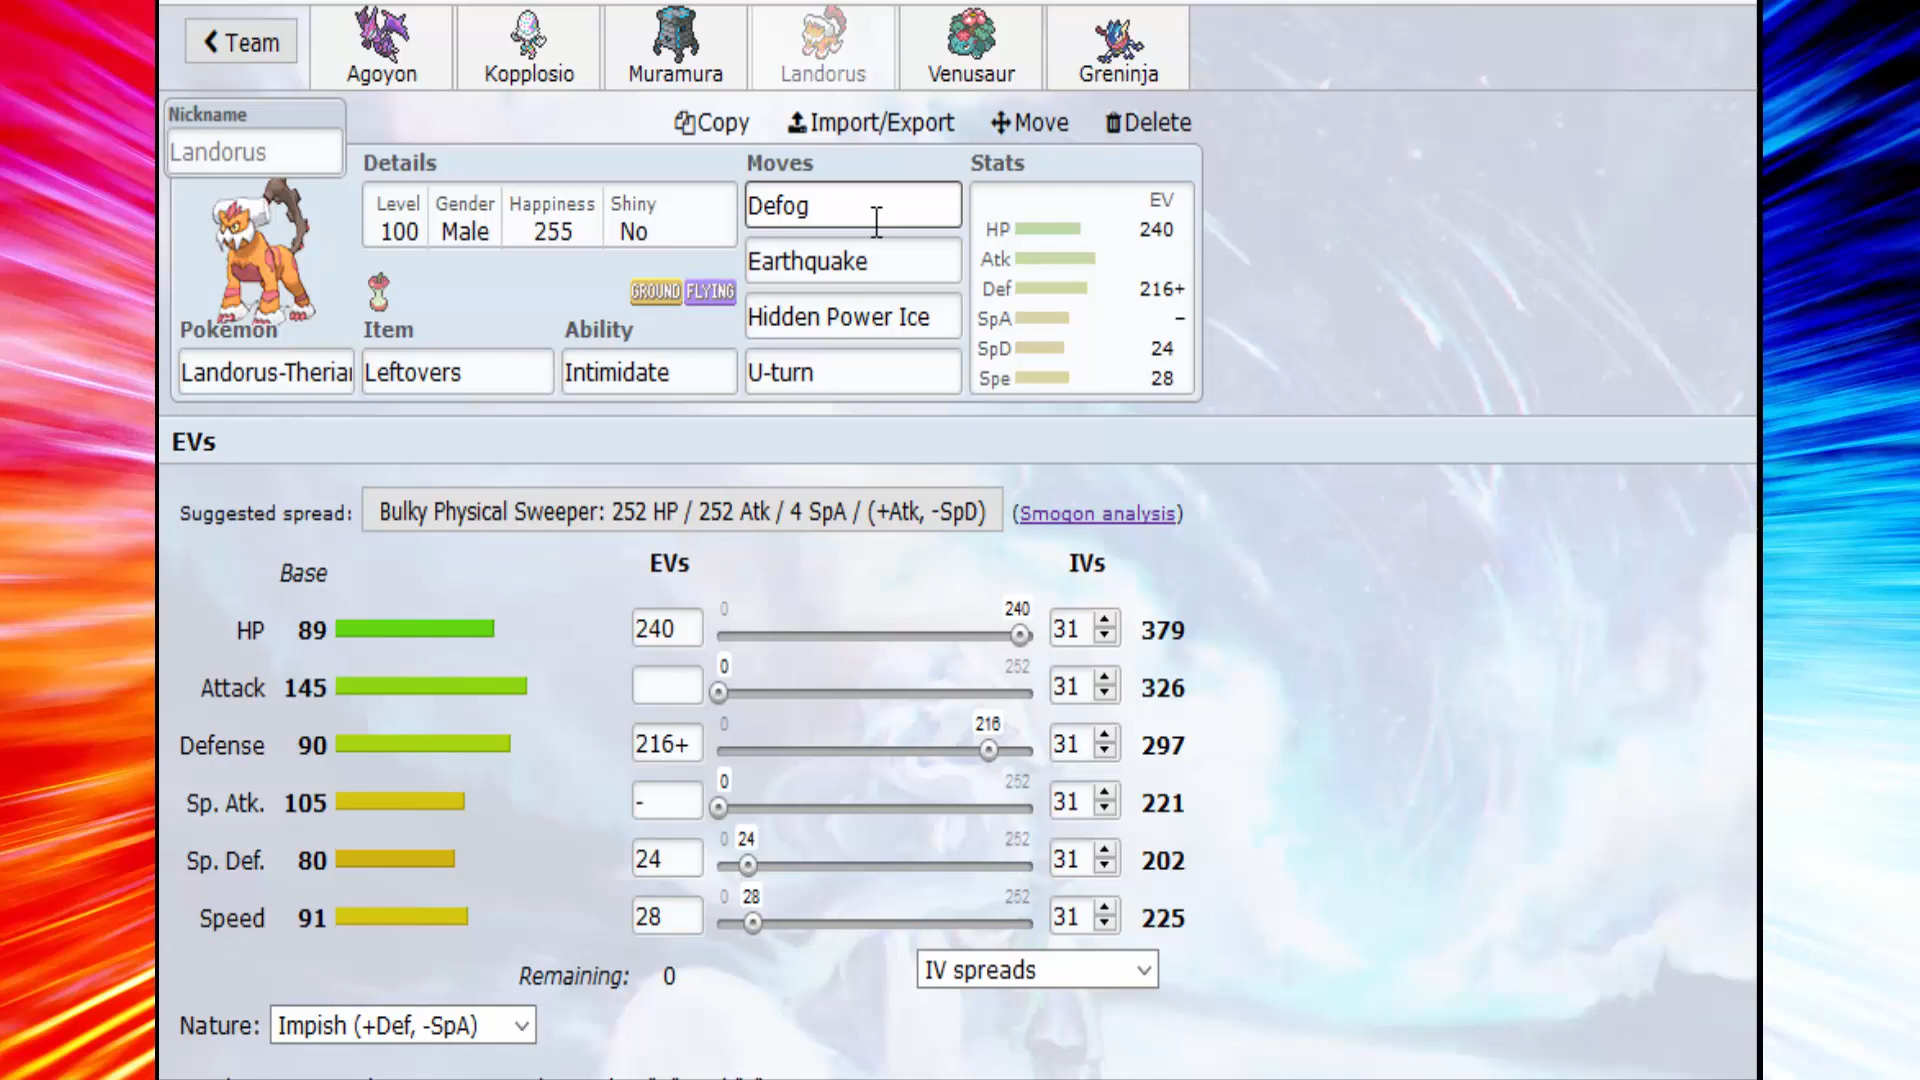 Team
Agoyon
Kopplosio
Muramura
Landorus
Venusaur
Greninja
Nickname
Landorus
Copy
Import/Export
Move
Delete
Details
Moves
Stats
Level
Gender
Happiness
Shiny
100
Male
255
No
Defog
Earthquake
Hidden Power Ice
U-turn
GROUND FLYING
Pokémon
Item
Ability
Landorus-Therian
Leftovers
Intimidate
EV
HP 240
Atk
Def 216+
SpA -
SpD 24
Spe 28
EVs
Suggested spread: Bulky Physical Sweeper: 252 HP / 252 Atk / 4 SpA / (+Atk, -SpD) (Smogon analysis)
Base EVs IVs
0 240
HP 89 240 31 379
0 252
Attack 145 31 326
0 216
Defense 90 216+ 31 297
0 252
Sp. Atk. 105 - 31 221
0 24 252
Sp. Def. 80 24 31 202
0 28 252
Speed 91 28 31 225
Remaining: 0
IV spreads
Nature: Impish (+Def, -SpA)